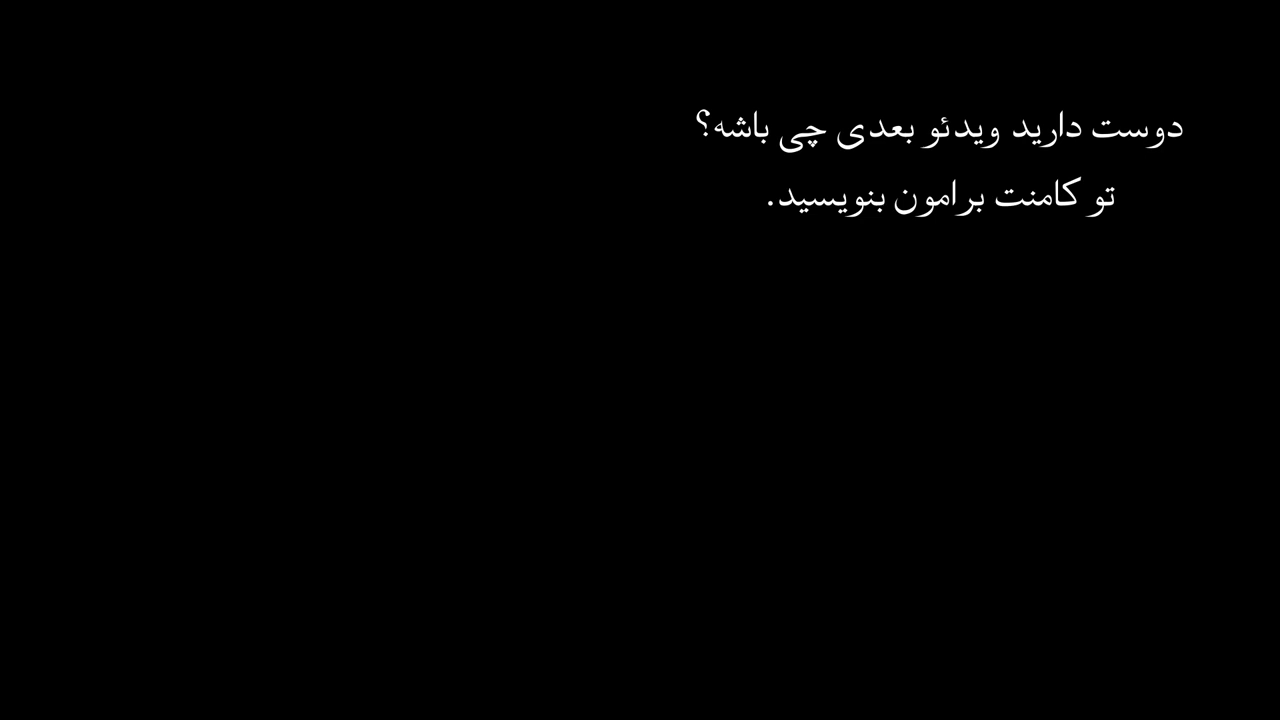 دوست دارید ویدئو بعدی چی باشه؟
تو کامنت برامون بنویسید.